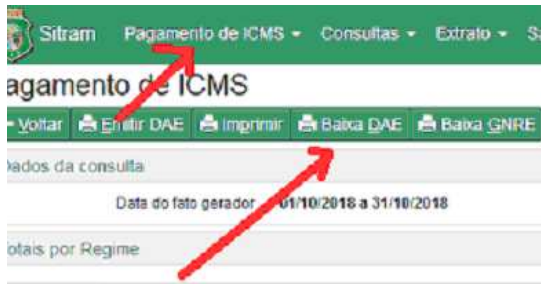 Sitram Pagamento de ICMS Consultas Extrato
agamento de ICMS
Voltar Emitir DAE Imprimir Baixa DAE Baixa GNRE
ados da consulta
Data do fato gerador 01/10/2018 a 31/10/2018
otais por Regime